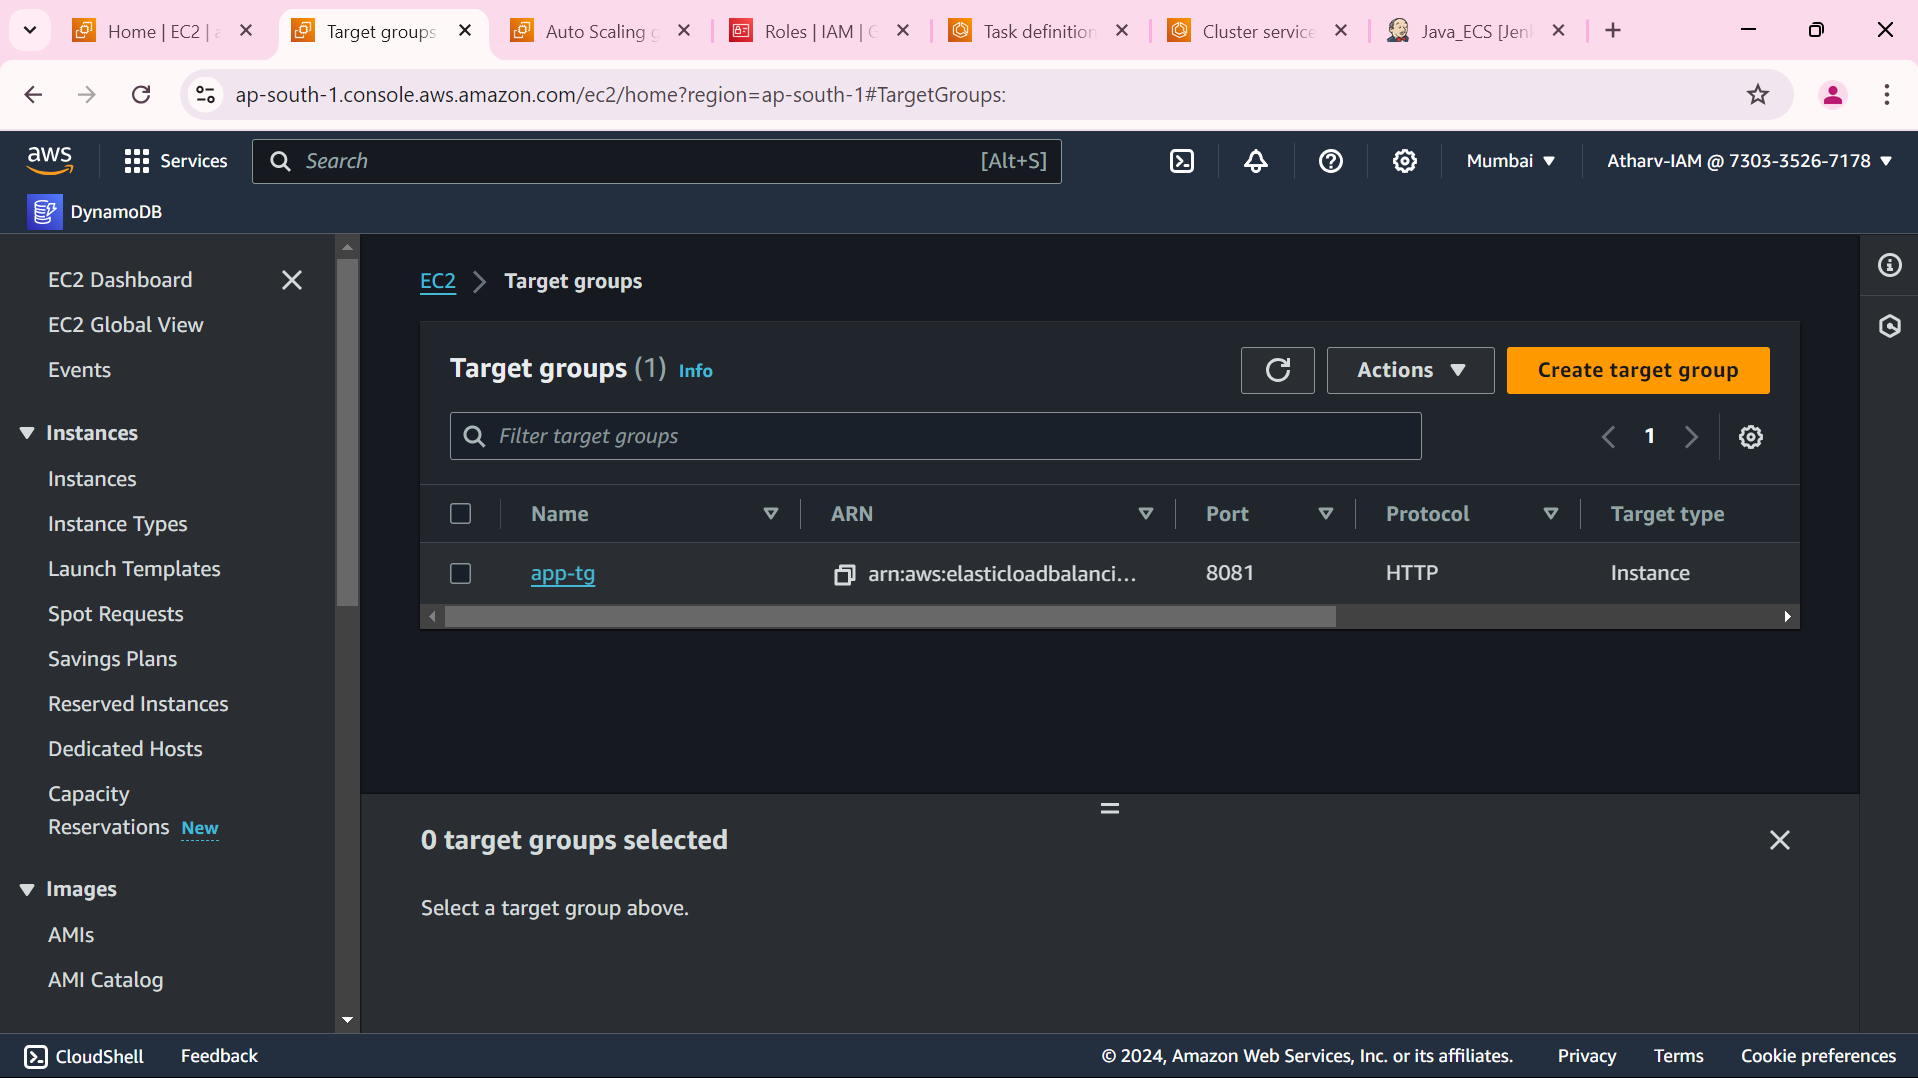 Home | EC2 |
Target groups
Auto Scaling g
Roles | IAM | G
Task definition
Cluster service
Java_ECS [Jen
ap-south-1.console.aws.amazon.com/ec2/home?region=ap-south-1#TargetGroups:
aws
Services
Search
[Alt+S]
Mumbai
Atharv-IAM @ 7303-3526-7178
DynamoDB
EC2 Dashboard
EC2 Global View
Events
Instances
Instances
Instance Types
Launch Templates
Spot Requests
Savings Plans
Reserved Instances
Dedicated Hosts
Capacity
Reservations New
Images
AMIs
AMI Catalog
EC2 > Target groups
Target groups (1) Info
Actions
Create target group
Filter target groups
1
Name ARN Port Protocol Target type
app-tg arn:aws:elasticloadbalanci... 8081 HTTP Instance
0 target groups selected
Select a target group above.
CloudShell Feedback
© 2024, Amazon Web Services, Inc. or its affiliates. Privacy Terms Cookie preferences